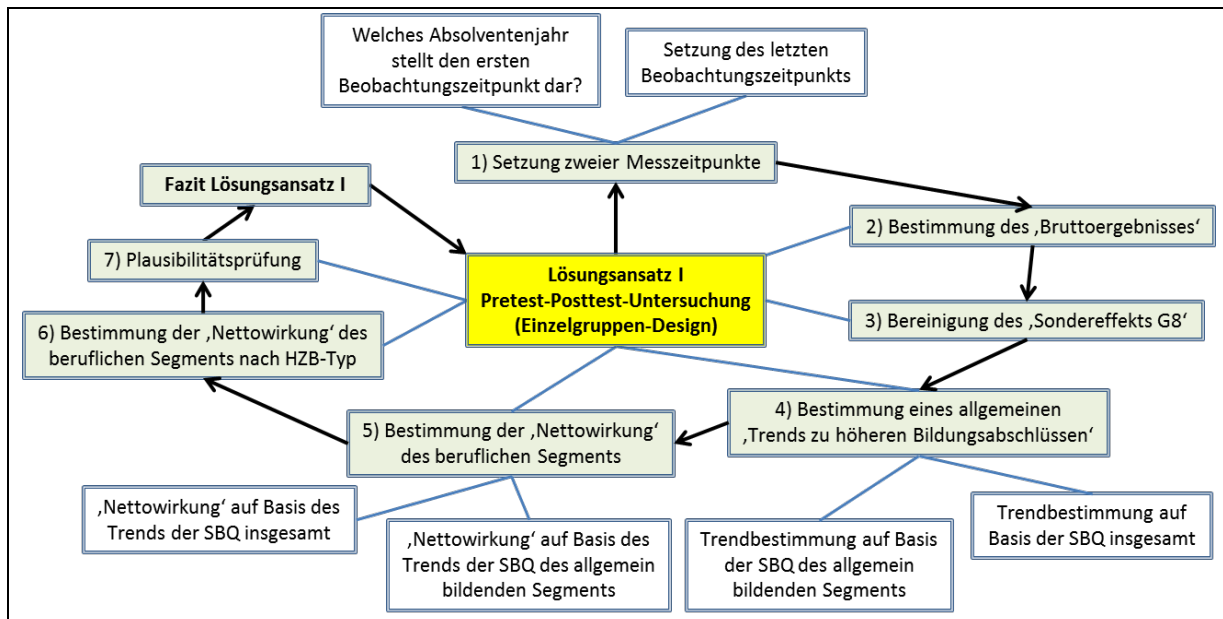 Welches Absolventenjahr
stellt den ersten
Beobachtungszeitpunkt dar?
Setzung des letzten
Beobachtungszeitpunkts
1) Setzung zweier Messzeitpunkte
Fazit Lösungsansatz I
2) Bestimmung des ‚Bruttoergebnisses‘
7) Plausibilitätsprüfung
Lösungsansatz I
Pretest-Posttest-Untersuchung
(Einzelgruppen-Design)
3) Bereinigung des ‚Sondereffekts G8‘
6) Bestimmung der ‚Nettowirkung‘ des
beruflichen Segments nach HZB-Typ
4) Bestimmung eines allgemeinen
‚Trends zu höheren Bildungsabschlüssen‘
5) Bestimmung der ‚Nettowirkung‘
des beruflichen Segments
‚Nettowirkung‘ auf Basis des
Trends der SBQ insgesamt
‚Nettowirkung‘ auf Basis des
Trends der SBQ des allgemein
bildenden Segments
Trendbestimmung auf Basis
der SBQ des allgemein
bildenden Segments
Trendbestimmung auf
Basis der SBQ insgesamt